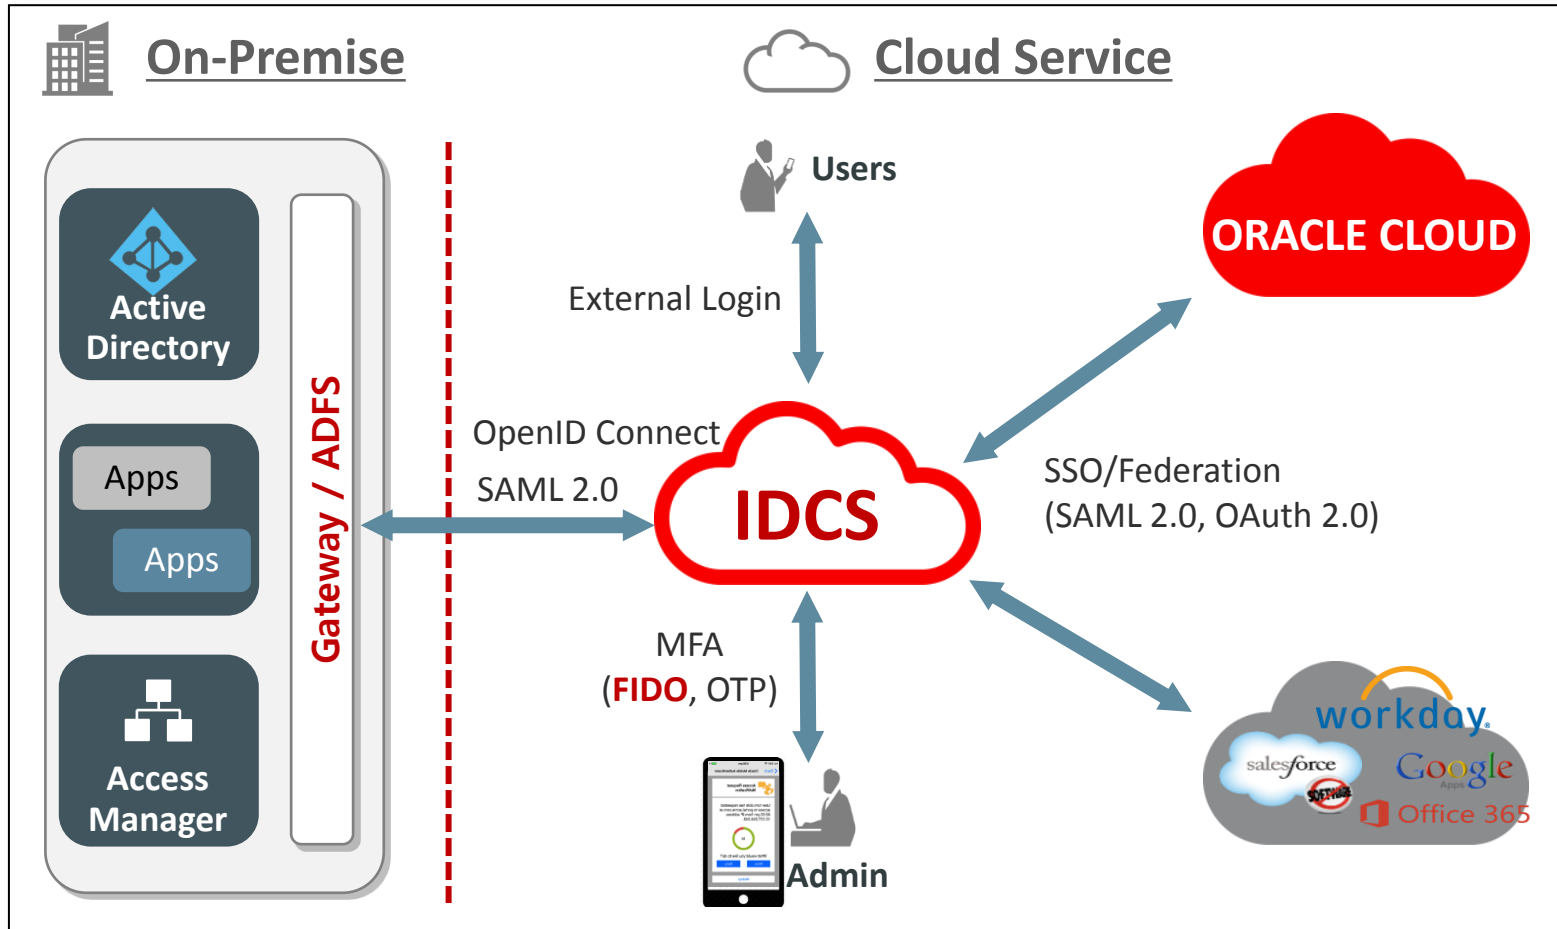 On-Premise
Cloud Service
Users
ORACLE CLOUD
External Login
Active
Directory
Gateway / ADFS
OpenID Connect
SAML 2.0
IDCS
SSO/Federation
(SAML 2.0, OAuth 2.0)
Apps
Apps
MFA
(FIDO, OTP)
Access
Manager
Admin
workday®
salesforce
SOFTWARE
Google
Apps
Office 365